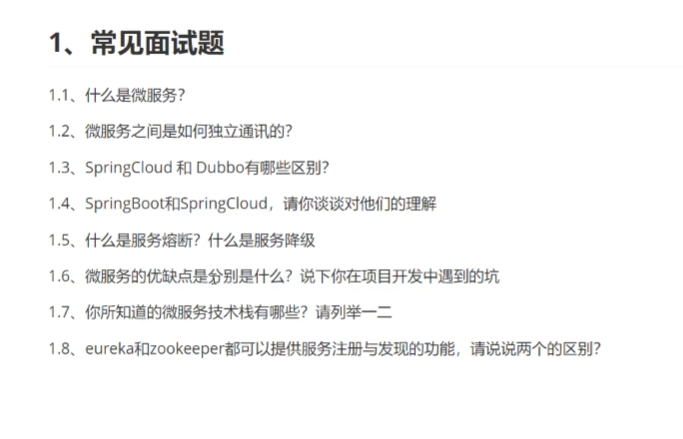 1、常见面试题
1.1、什么是微服务？
1.2、微服务之间是如何独立通讯的？
1.3、SpringCloud 和 Dubbo有哪些区别？
1.4、SpringBoot和SpringCloud，请你谈谈对他们的理解
1.5、什么是服务熔断？什么是服务降级
1.6、微服务的优缺点是分别是什么？说下你在项目开发中遇到的坑
1.7、你所知道的微服务技术栈有哪些？请列举一二
1.8、eureka和zookeeper都可以提供服务注册与发现的功能，请说说两个的区别？